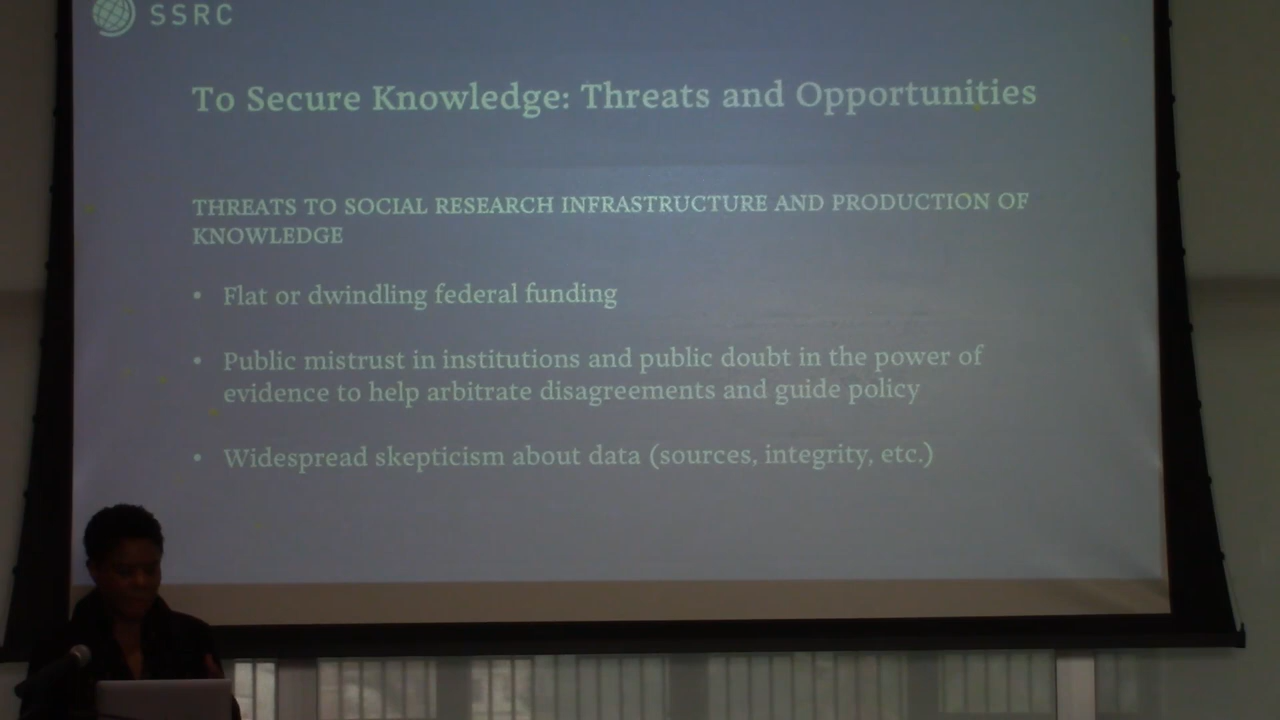 SSRC
To Secure Knowledge: Threats and Opportunities
THREATS TO SOCIAL RESEARCH INFRASTRUCTURE AND PRODUCTION OF
KNOWLEDGE
• Flat or dwindling federal funding
• Public mistrust in institutions and public doubt in the power of
evidence to help arbitrate disagreements and guide policy
• Widespread skepticism about data (sources, integrity, etc.)